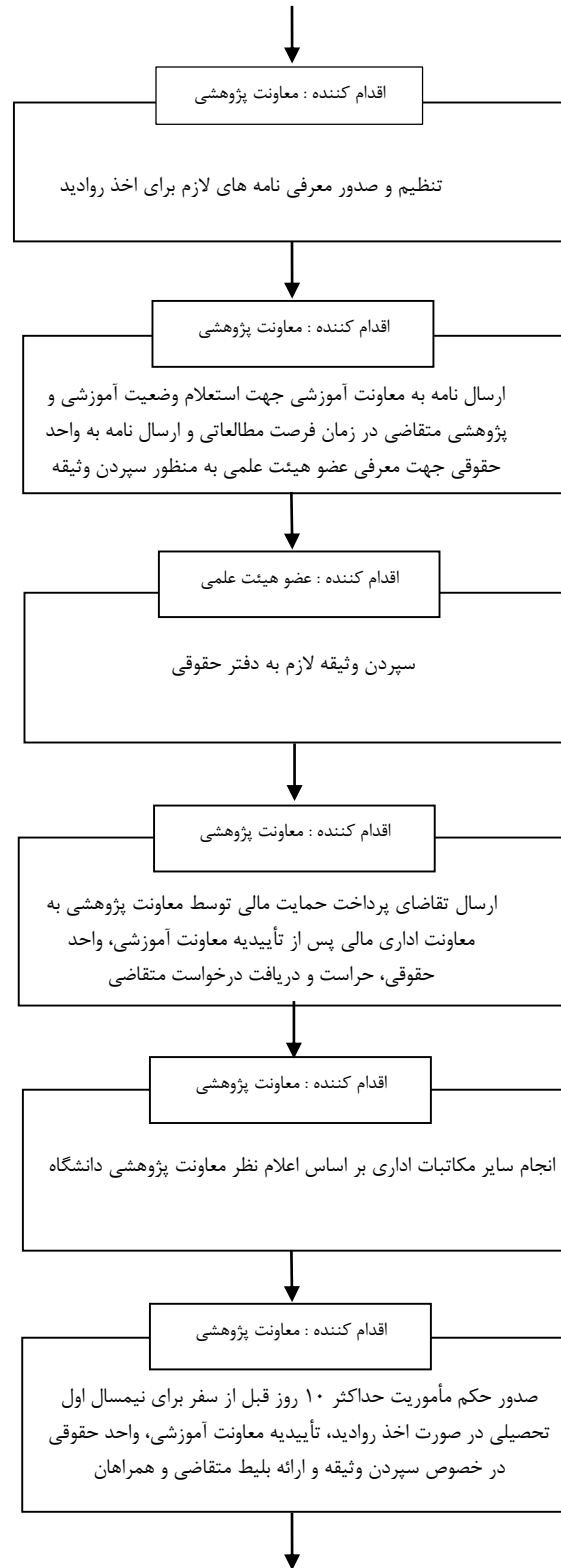 اقدام کننده : معاونت پژوهشی
تنظیم و صدور معرفی نامه های لازم برای اخذ روادید
اقدام کننده : معاونت پژوهشی
ارسال نامه به معاونت آموزشی جهت استعلام وضعیت آموزشی و
پژوهشی متقاضی در زمان فرصت مطالعاتی و ارسال نامه به واحد
حقوقی جهت معرفی عضو هیئت علمی به منظور سپردن وثیقه
اقدام کننده : عضو هیئت علمی
سپردن وثیقه لازم به دفتر حقوقی
اقدام کننده : معاونت پژوهشی
ارسال تقاضای پرداخت حمایت مالی توسط معاونت پژوهشی به
معاونت اداری مالی پس از تأییدیه معاونت آموزشی، واحد
حقوقی، حراست و دریافت درخواست متقاضی
اقدام کننده : معاونت پژوهشی
انجام سایر مکاتبات اداری بر اساس اعلام نظر معاونت پژوهشی دانشگاه
اقدام کننده : معاونت پژوهشی
صدور حکم مأموریت حداکثر ۱۰ روز قبل از سفر برای نیمسال اول
تحصیلی در صورت اخذ روادید، تأییدیه معاونت آموزشی، واحد حقوقی
در خصوص سپردن وثیقه و ارائه بلیط متقاضی و همراهان